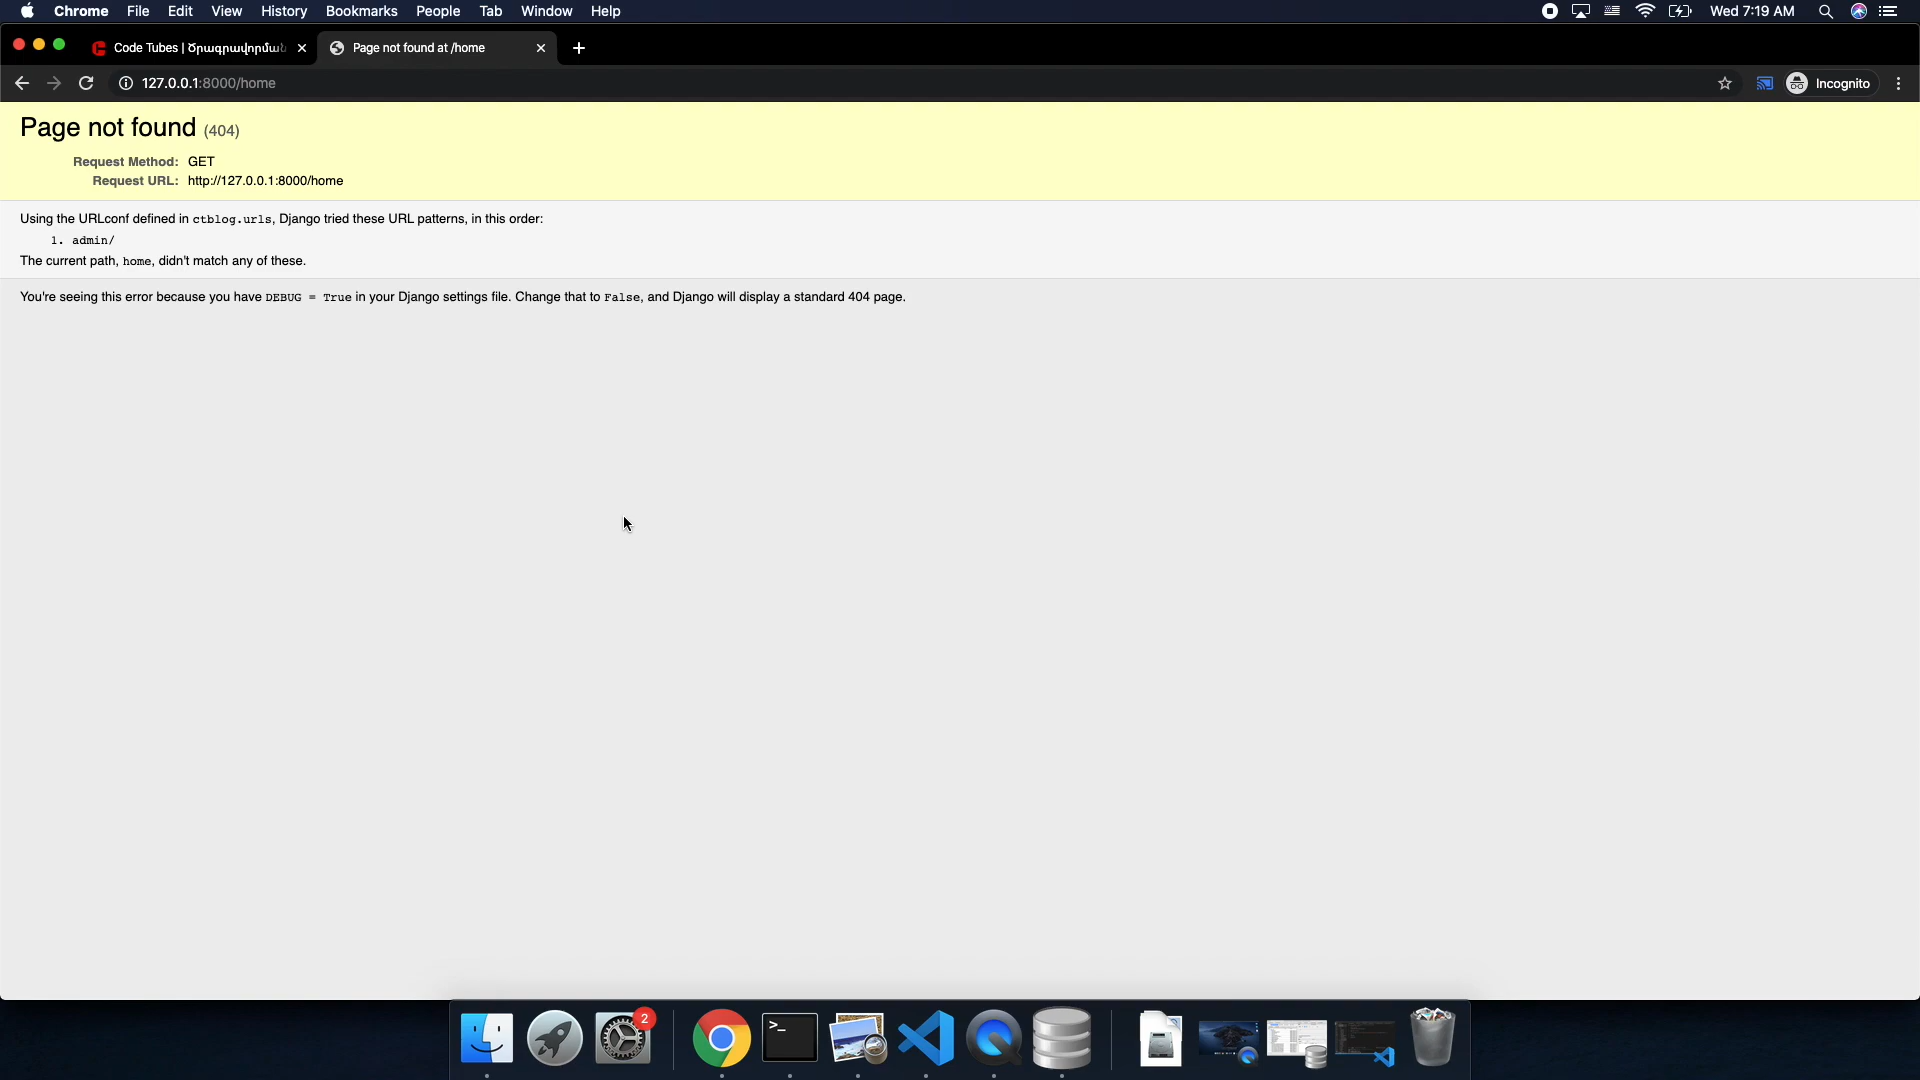 Chrome File Edit View History Bookmarks People Tab Window Help Wed 7:19 AM
Code Tubes | Ծրագրավորման Page not found at /home
127.0.0.1:8000/home Incognito
Page not found (404)
Request Method: GET
Request URL: http://127.0.0.1:8000/home
Using the URLconf defined in ctblog.urls, Django tried these URL patterns, in this order:
1. admin/
The current path, home, didn't match any of these.
You're seeing this error because you have DEBUG = True in your Django settings file. Change that to False, and Django will display a standard 404 page.
2
>_